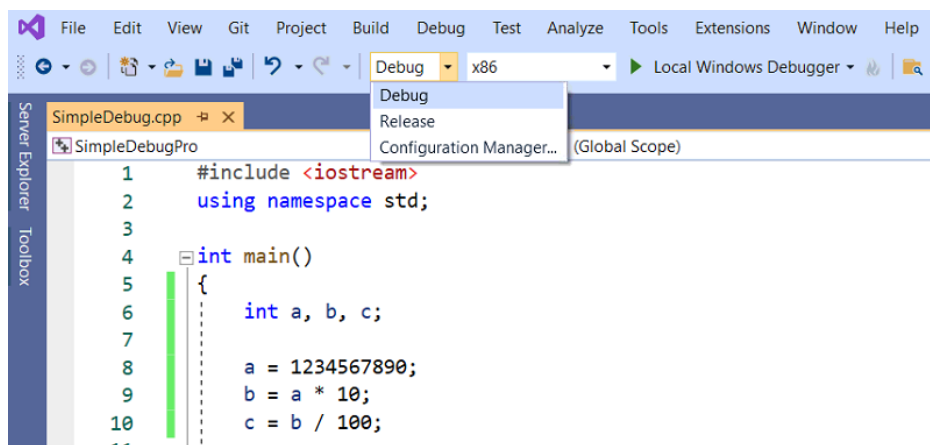 File Edit View Git Project Build Debug Test Analyze Tools Extensions Window Help
Debug x86 Local Windows Debugger
Debug
Release
Configuration Manager...
Server Explorer
Toolbox
SimpleDebug.cpp
SimpleDebugPro (Global Scope)
1 #include <iostream>
2 using namespace std;
3
4 int main()
5 {
6 int a, b, c;
7
8 a = 1234567890;
9 b = a * 10;
10 c = b / 100;